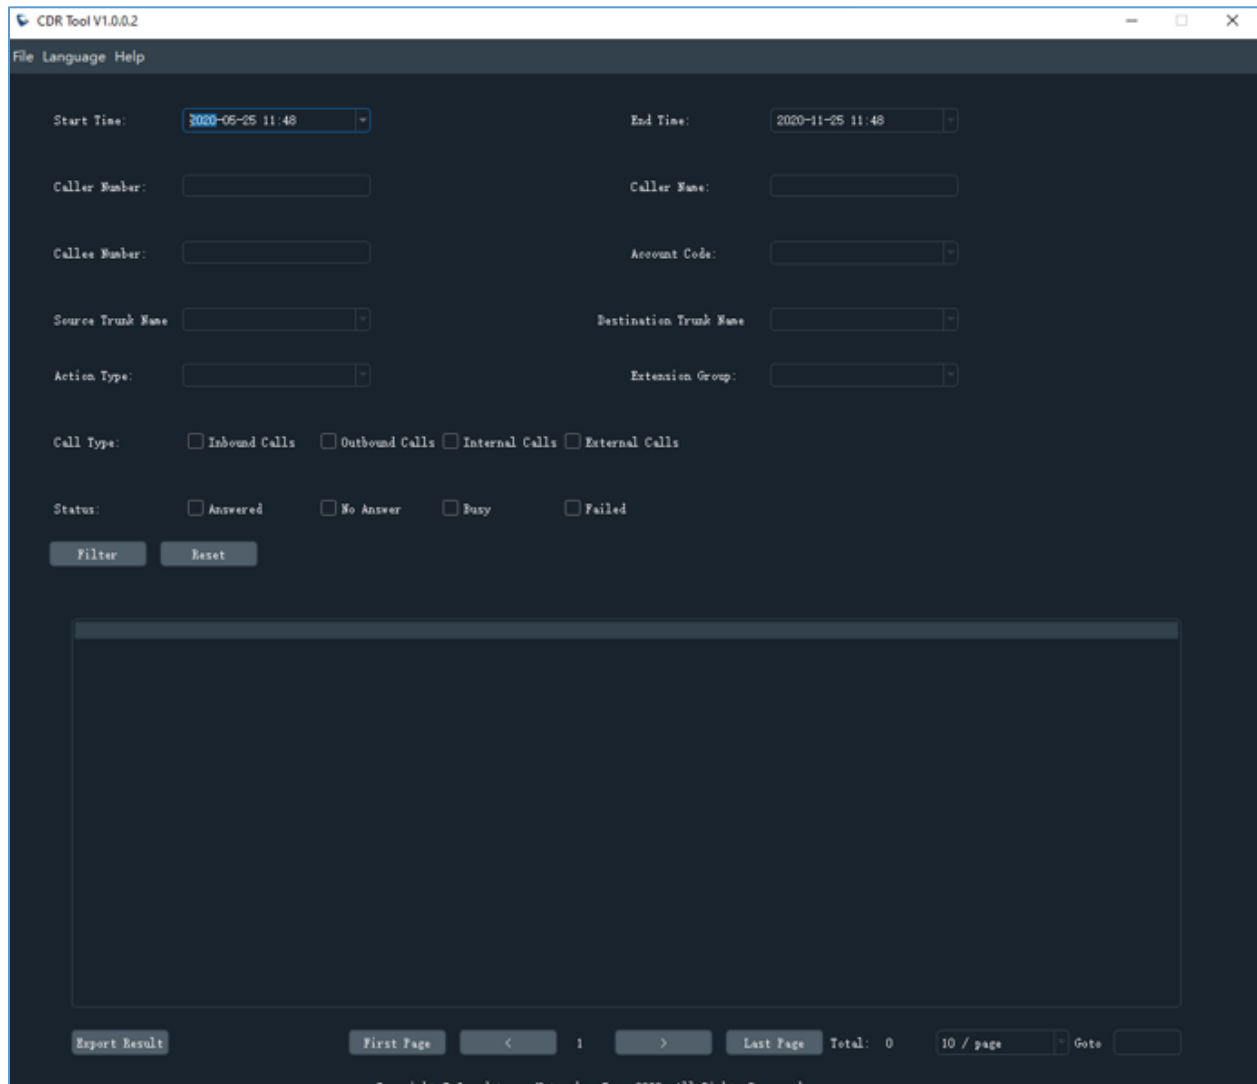 CDR Tool V1.0.0.2
File Language Help
Start Time: 2020-05-25 11:48 End Time: 2020-11-25 11:48
Caller Number: Caller Name:
Callee Number: Account Code:
Source Trunk Name Destination Trunk Name
Action Type: Extension Group:
Call Type: Inbound Calls Outbound Calls Internal Calls External Calls
Status: Answered No Answer Busy Failed
Filter Reset
Export Result First Page < 1 > Last Page Total: 0 10 / page Goto